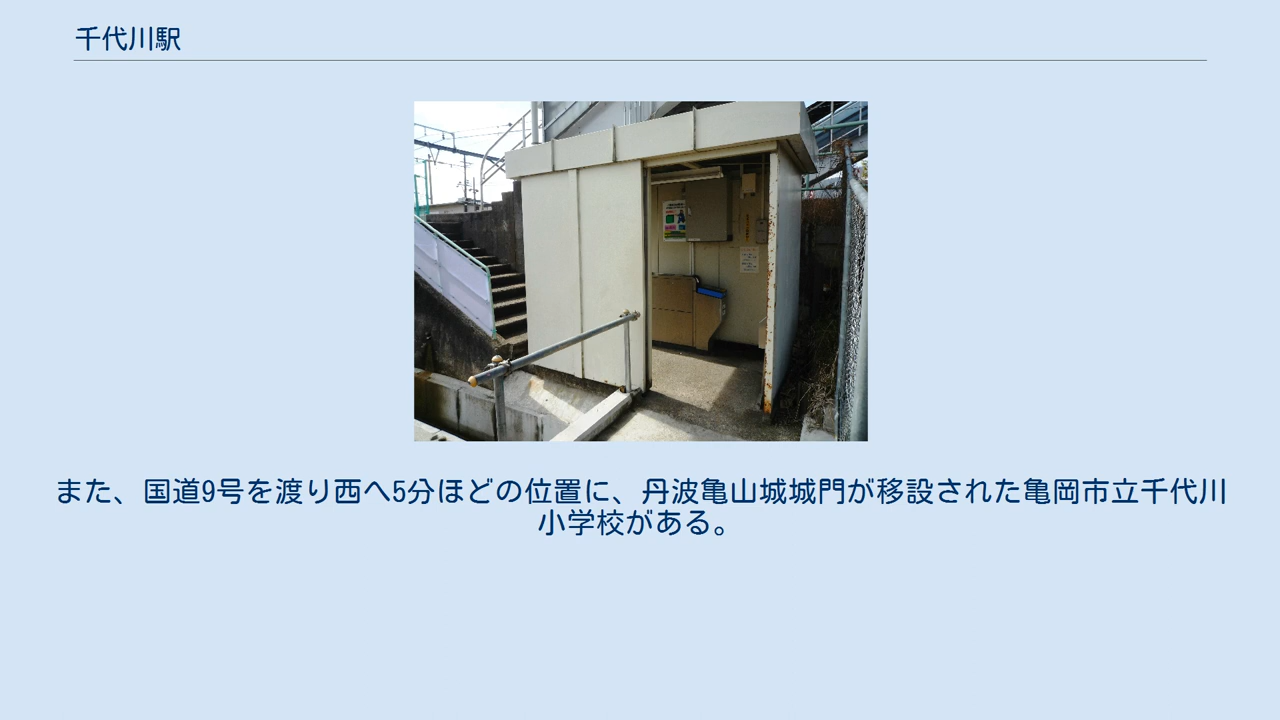 千代川駅
また、国道9号を渡り西へ5分ほどの位置に、丹波亀山城城門が移設された亀岡市立千代川
小学校がある。